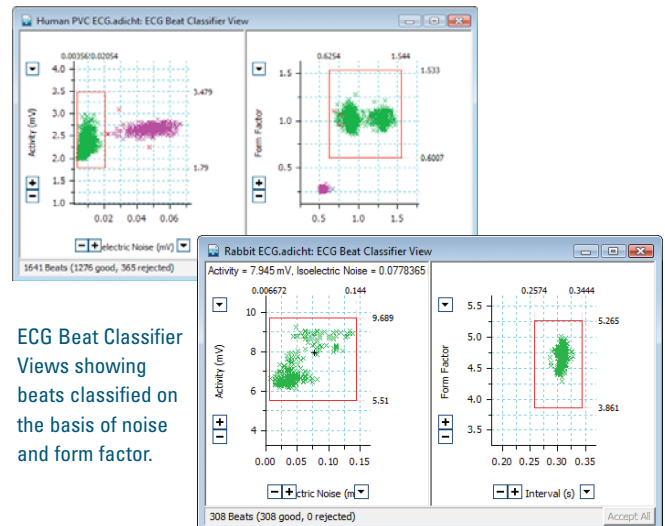 Human PVC ECG.adicht: ECG Beat Classifier View
0.00356 0.02054
4.0
3.5
3.0
2.5
2.0
1.5
1.0
3.479
1.79
Activity (mV)
0.02 0.04 0.06
electric Noise (mV)
0.6254 1.544
1.5
1.0
0.5
1.533
0.6007
Form Factor
0.5 1.0 1.5
1641 Beats (1276 good, 365 rejected)
Rabbit ECG.adicht: ECG Beat Classifier View
Activity = 7.945 mV, Isoelectric Noise = 0.0778365
0.006672 0.144
10
8
6
4
9.689
5.51
Activity (mV)
0.00 0.05 0.10 0.15
ctric Noise (m
0.2574 0.3444
5.5
5.0
4.5
4.0
3.5
5.265
3.861
Form Factor
0.20 0.25 0.30 0.35
Interval (s)
308 Beats (308 good, 0 rejected)
Accept All
ECG Beat Classifier
Views showing
beats classified on
the basis of noise
and form factor.